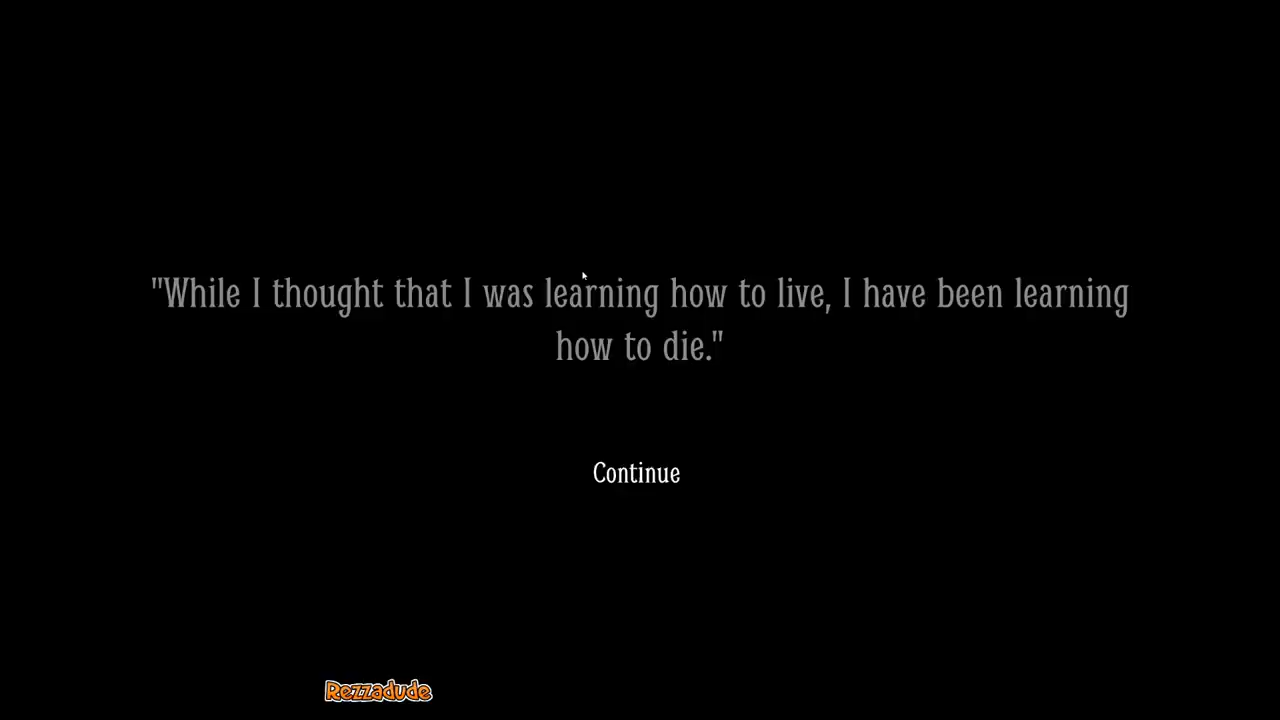 "While I thought that I was learning how to live, I have been learning
how to die."
Continue
Rezzadude